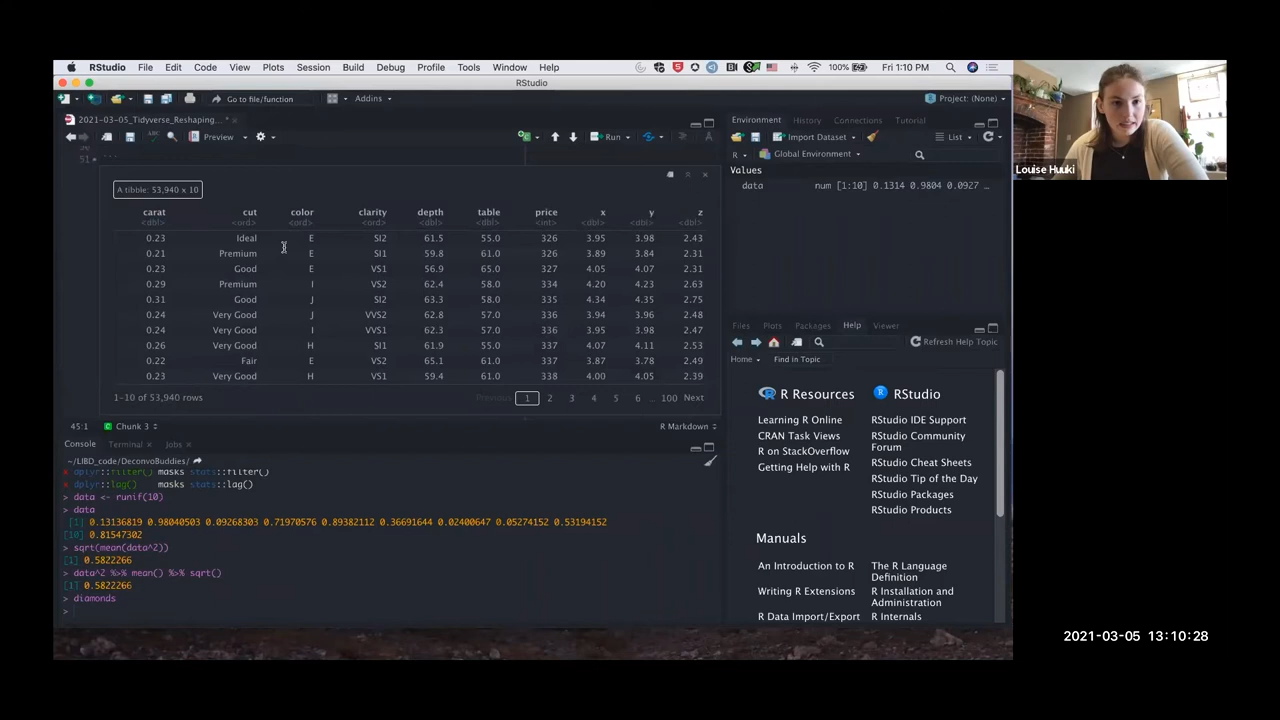 RStudio File Edit Code View Plots Session Build Debug Profile Tools Window Help 100% Fri 1:10 PM
RStudio
Go to file/function Addins Project: (None)
2021-03-05_Tidyverse_Reshaping...*
Preview Run
51
A tibble: 53,940 x 10
carat cut color clarity depth table price x y z
<dbl> <ord> <ord> <ord> <dbl> <dbl> <int> <dbl> <dbl> <dbl>
0.23 Ideal E SI2 61.5 55.0 326 3.95 3.98 2.43
0.21 Premium E SI1 59.8 61.0 326 3.89 3.84 2.31
0.23 Good E VS1 56.9 65.0 327 4.05 4.07 2.31
0.29 Premium I VS2 62.4 58.0 334 4.20 4.23 2.63
0.31 Good J SI2 63.3 58.0 335 4.34 4.35 2.75
0.24 Very Good J VVS2 62.8 57.0 336 3.94 3.96 2.48
0.24 Very Good I VVS1 62.3 57.0 336 3.95 3.98 2.47
0.26 Very Good H SI1 61.9 55.0 337 4.07 4.11 2.53
0.22 Fair E VS2 65.1 61.0 337 3.87 3.78 2.49
0.23 Very Good H VS1 59.4 61.0 338 4.00 4.05 2.39
1-10 of 53,940 rows Previous 1 2 3 4 5 6 ... 100 Next
45:1 Chunk 3 R Markdown
Console Terminal Jobs
~/LIBD_code/DeconvoBuddies/
dplyr::filter() masks stats::filter()
dplyr::lag() masks stats::lag()
> data <- runif(10)
> data
[1] 0.13136819 0.98040503 0.09268303 0.71970576 0.89382112 0.36691644 0.02400647 0.05274152 0.53194152
[10] 0.81547302
> sqrt(mean(data^2))
[1] 0.5822266
> data^2 %>% mean() %>% sqrt()
[1] 0.5822266
> diamonds
>
Environment History Connections Tutorial
Import Dataset List
R Global Environment
Values
data num [1:10] 0.1314 0.9804 0.0927 ...
Files Plots Packages Help Viewer
Refresh Help Topic
Home Find in Topic
R Resources
Learning R Online
CRAN Task Views
R on StackOverflow
Getting Help with R
RStudio
RStudio IDE Support
RStudio Community
Forum
RStudio Cheat Sheets
RStudio Tip of the Day
RStudio Packages
RStudio Products
Manuals
An Introduction to R
Writing R Extensions
R Data Import/Export
The R Language
Definition
R Installation and
Administration
R Internals
Louise Huuki
2021-03-05 13:10:28